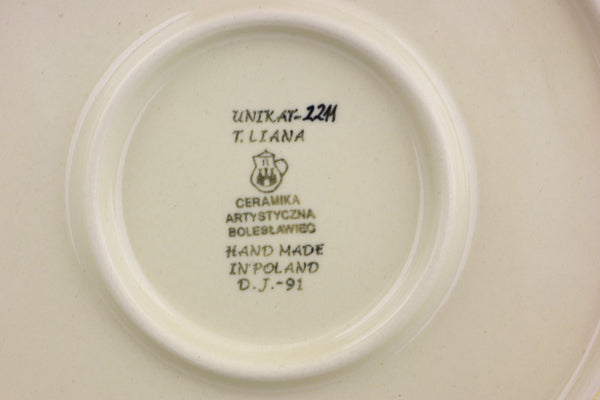 UNIKAT-2211
T. LIANA
CERAMIKA
ARTYSTYCZNA
BOLESŁAWIEC
HAND MADE
IN POLAND
D.J.-91